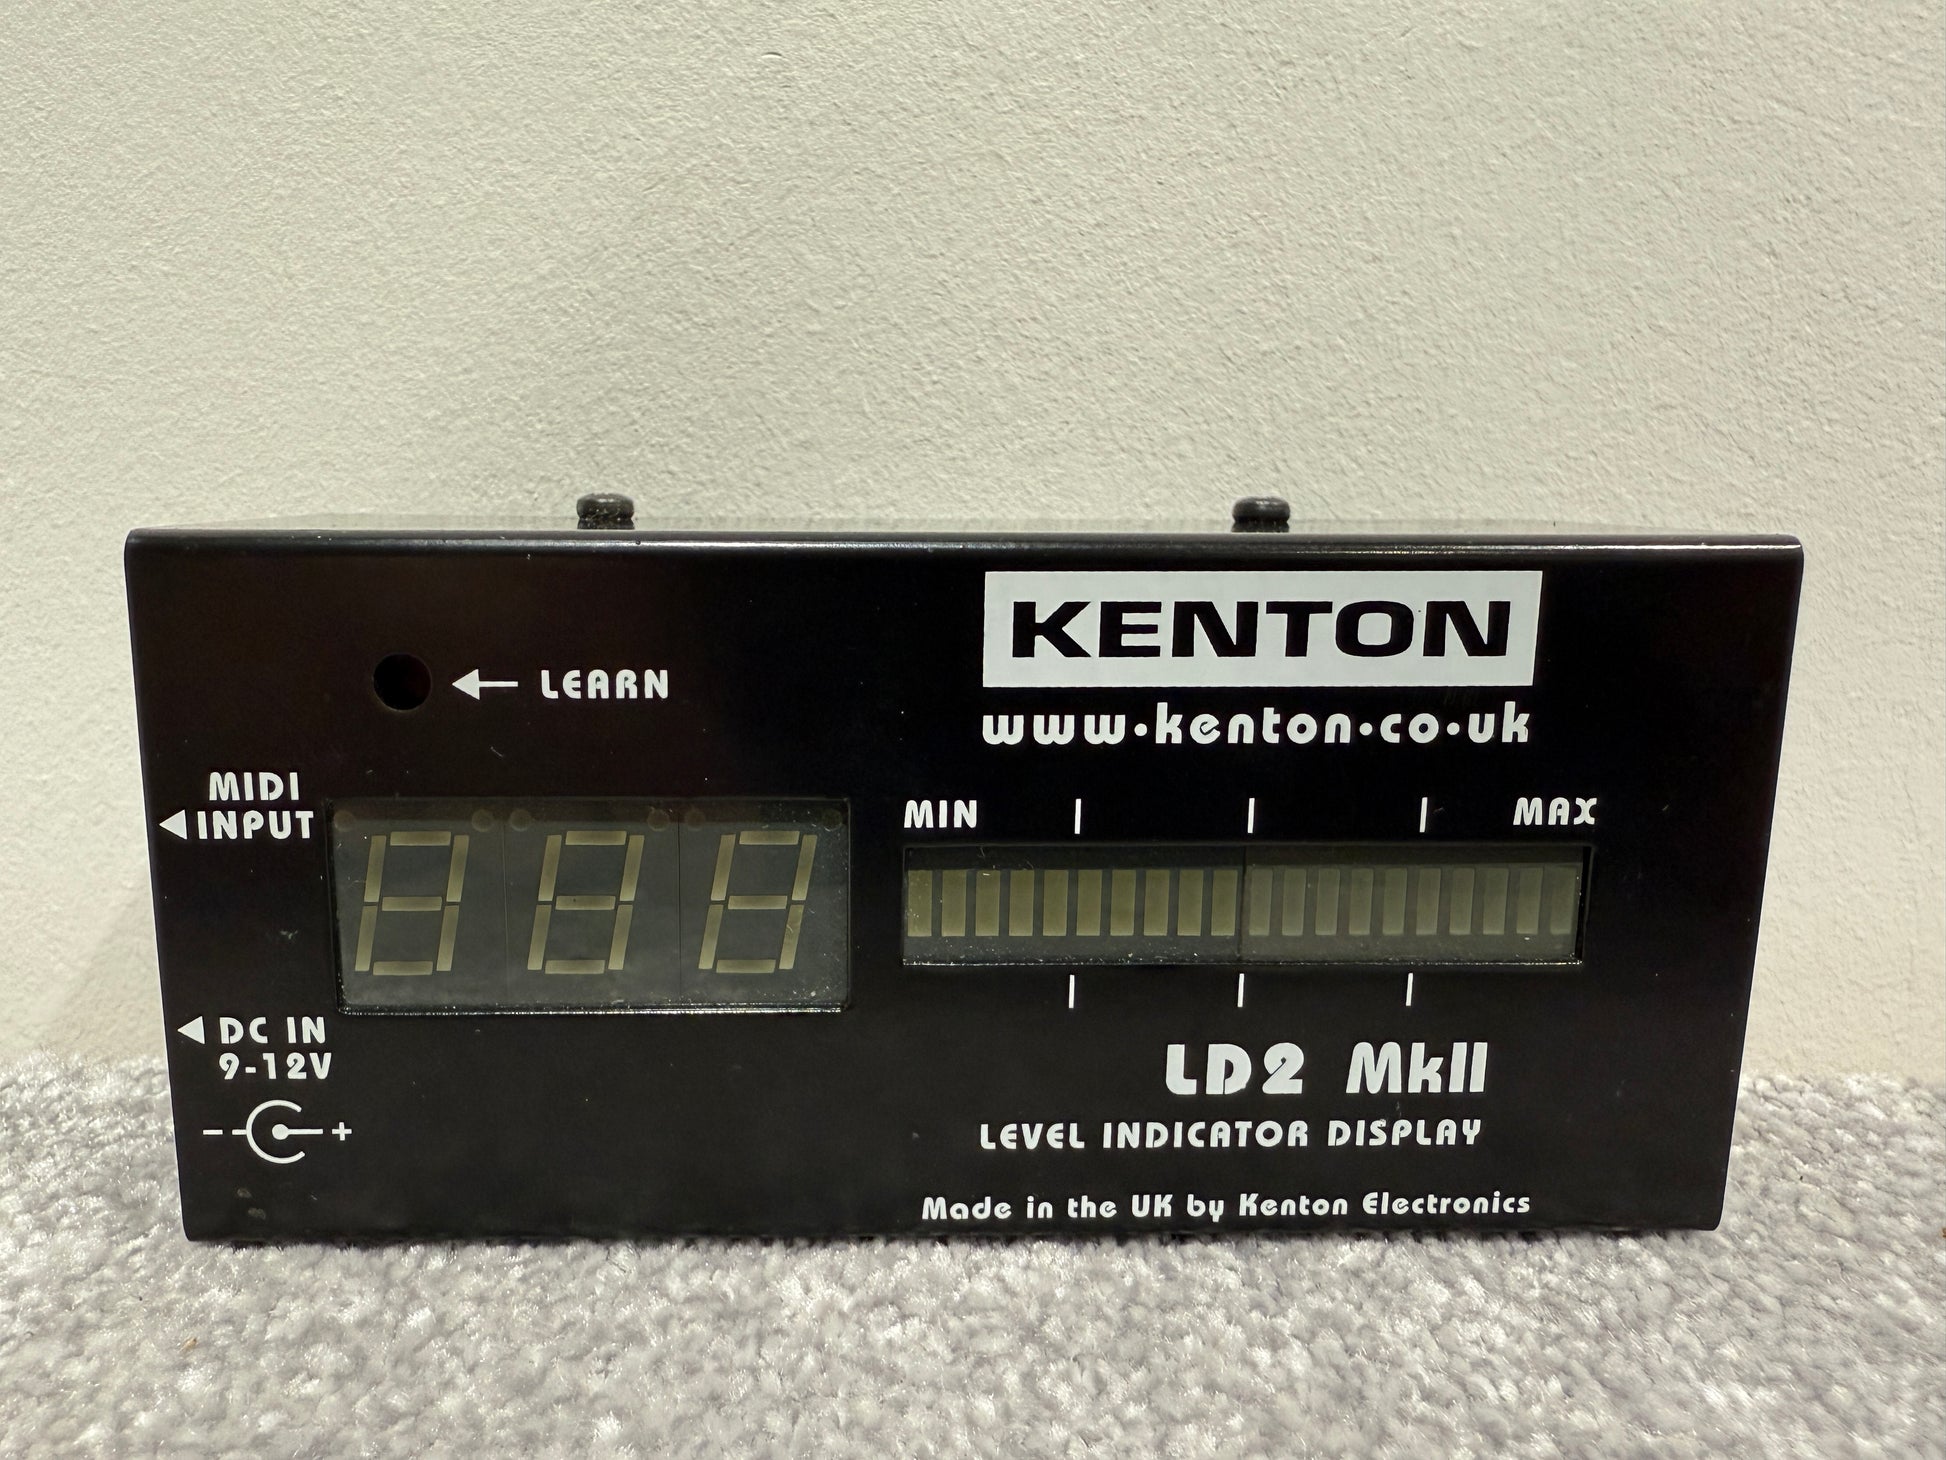 KENTON
www.kenton.co.uk
LEARN
MIDI
INPUT
MIN MAX
DC IN
9-12V
- +
LD2 MkII
LEVEL INDICATOR DISPLAY
Made in the UK by Kenton Electronics